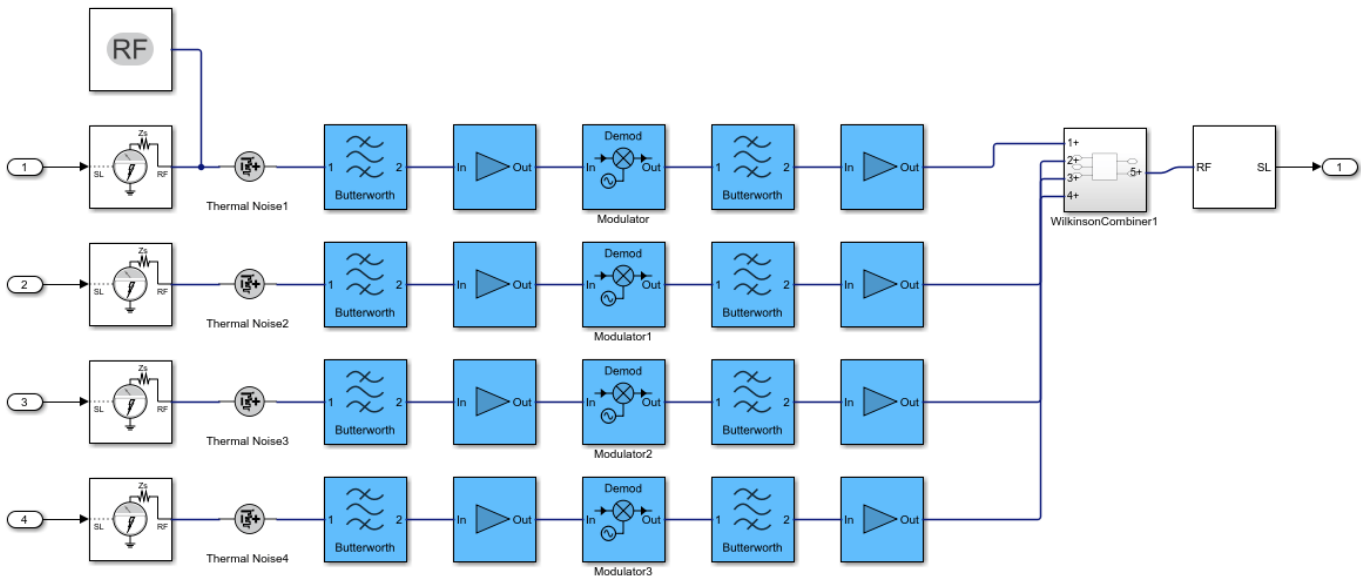 RF
1
SL
Zs
RF
Thermal Noise1
1
2
Butterworth
In
Out
Demod
In
Out
Modulator
1
2
Butterworth
In
Out
1+
2+
3+
4+
5+
WilkinsonCombiner1
RF
SL
1
2
SL
Zs
RF
Thermal Noise2
1
2
Butterworth
In
Out
Demod
In
Out
Modulator1
1
2
Butterworth
In
Out
3
SL
Zs
RF
Thermal Noise3
1
2
Butterworth
In
Out
Demod
In
Out
Modulator2
1
2
Butterworth
In
Out
4
SL
Zs
RF
Thermal Noise4
1
2
Butterworth
In
Out
Demod
In
Out
Modulator3
1
2
Butterworth
In
Out